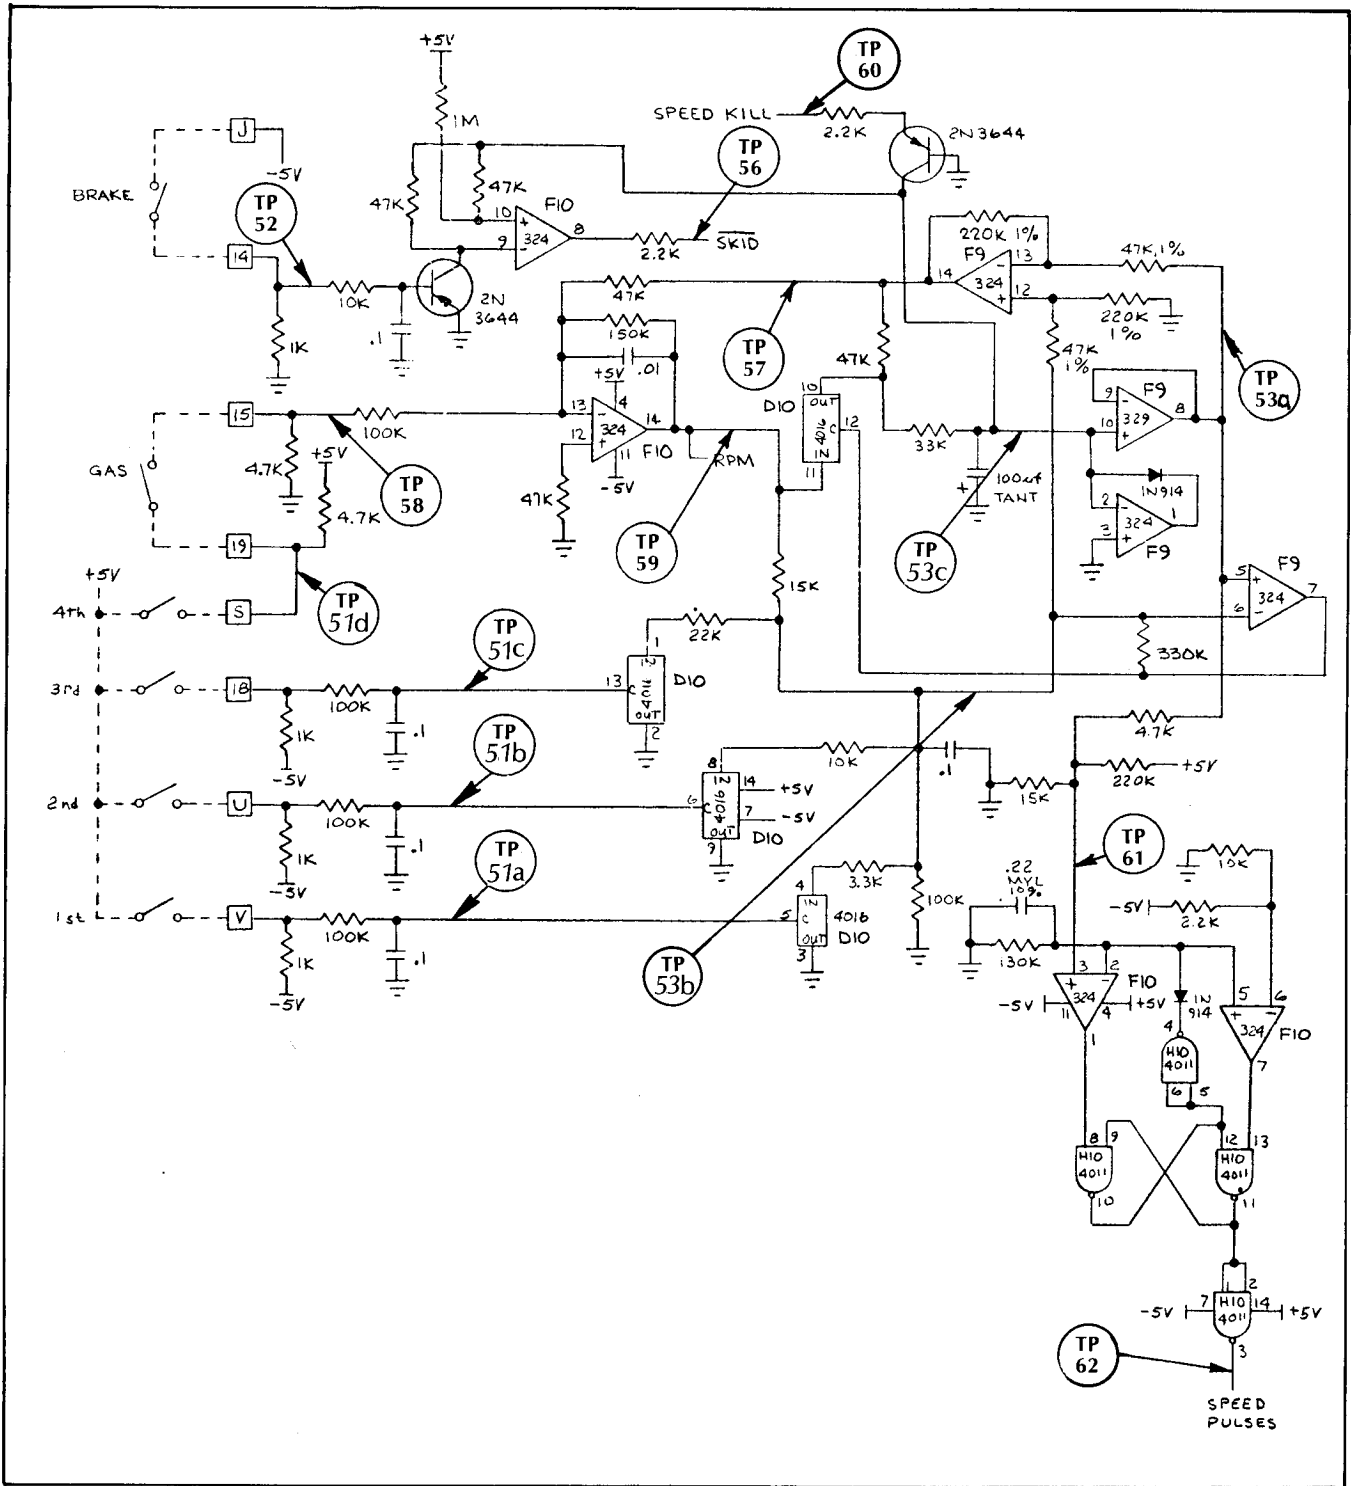 +5V
1M
J
-5V
BRAKE
TP
52
14
10K
1K
.1
2N
3644
47K
47K
10
+
9
-
324
F10
8
2.2K
SKID
TP
56
SPEED KILL
TP
60
2.2K
2N3644
220K 1%
F9
324
14
13
-
12
+
47K, 1%
220K
1%
47K
1%
TP
53a
47K
150K
.01
TP
57
47K
15
4.7K
100K
TP
58
GAS
+5V
4.7K
19
+5V
4
13
-
12
+
324
14
11
-5V
F10
RPM
47K
TP
59
D10
10
OUT
4016
C
IN
11
12
33K
+
100uf
TANT
TP
53c
9
-
10
+
329
F9
8
1N914
2
-
3
+
324
1
F9
5
+
6
-
324
F9
7
330K
+5V
4th
S
TP
51d
15K
22K
3rd
18
1K
-5V
100K
.1
TP
51c
13
C
1
IN
4011
OUT
2
D10
2nd
U
1K
-5V
100K
.1
TP
51b
6
C
8
IN
4016
OUT
9
14
+5V
7
-5V
D10
10K
.1
15K
4.7K
220K
+5V
1st
V
1K
-5V
100K
.1
TP
51a
5
C
4
IN
OUT
3
4016
D10
3.3K
100K
TP
53b
TP
61
10K
-5V
2.2K
.22
MYL
10%
130K
3
+
2
-
324
F10
-5V
11
4
+5V
1
1N
914
4
H10
4011
6
5
5
+
6
-
324
F10
7
8
9
H10
4011
10
12
13
H10
4011
11
1
2
-5V
7
H10
4011
14
+5V
3
TP
62
SPEED
PULSES